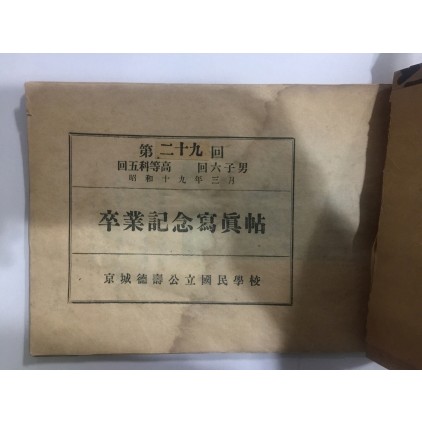 第二十九回
回五科等高　回六子男
昭和十九年三月
卒業記念寫眞帖
京城德壽公立國民學校